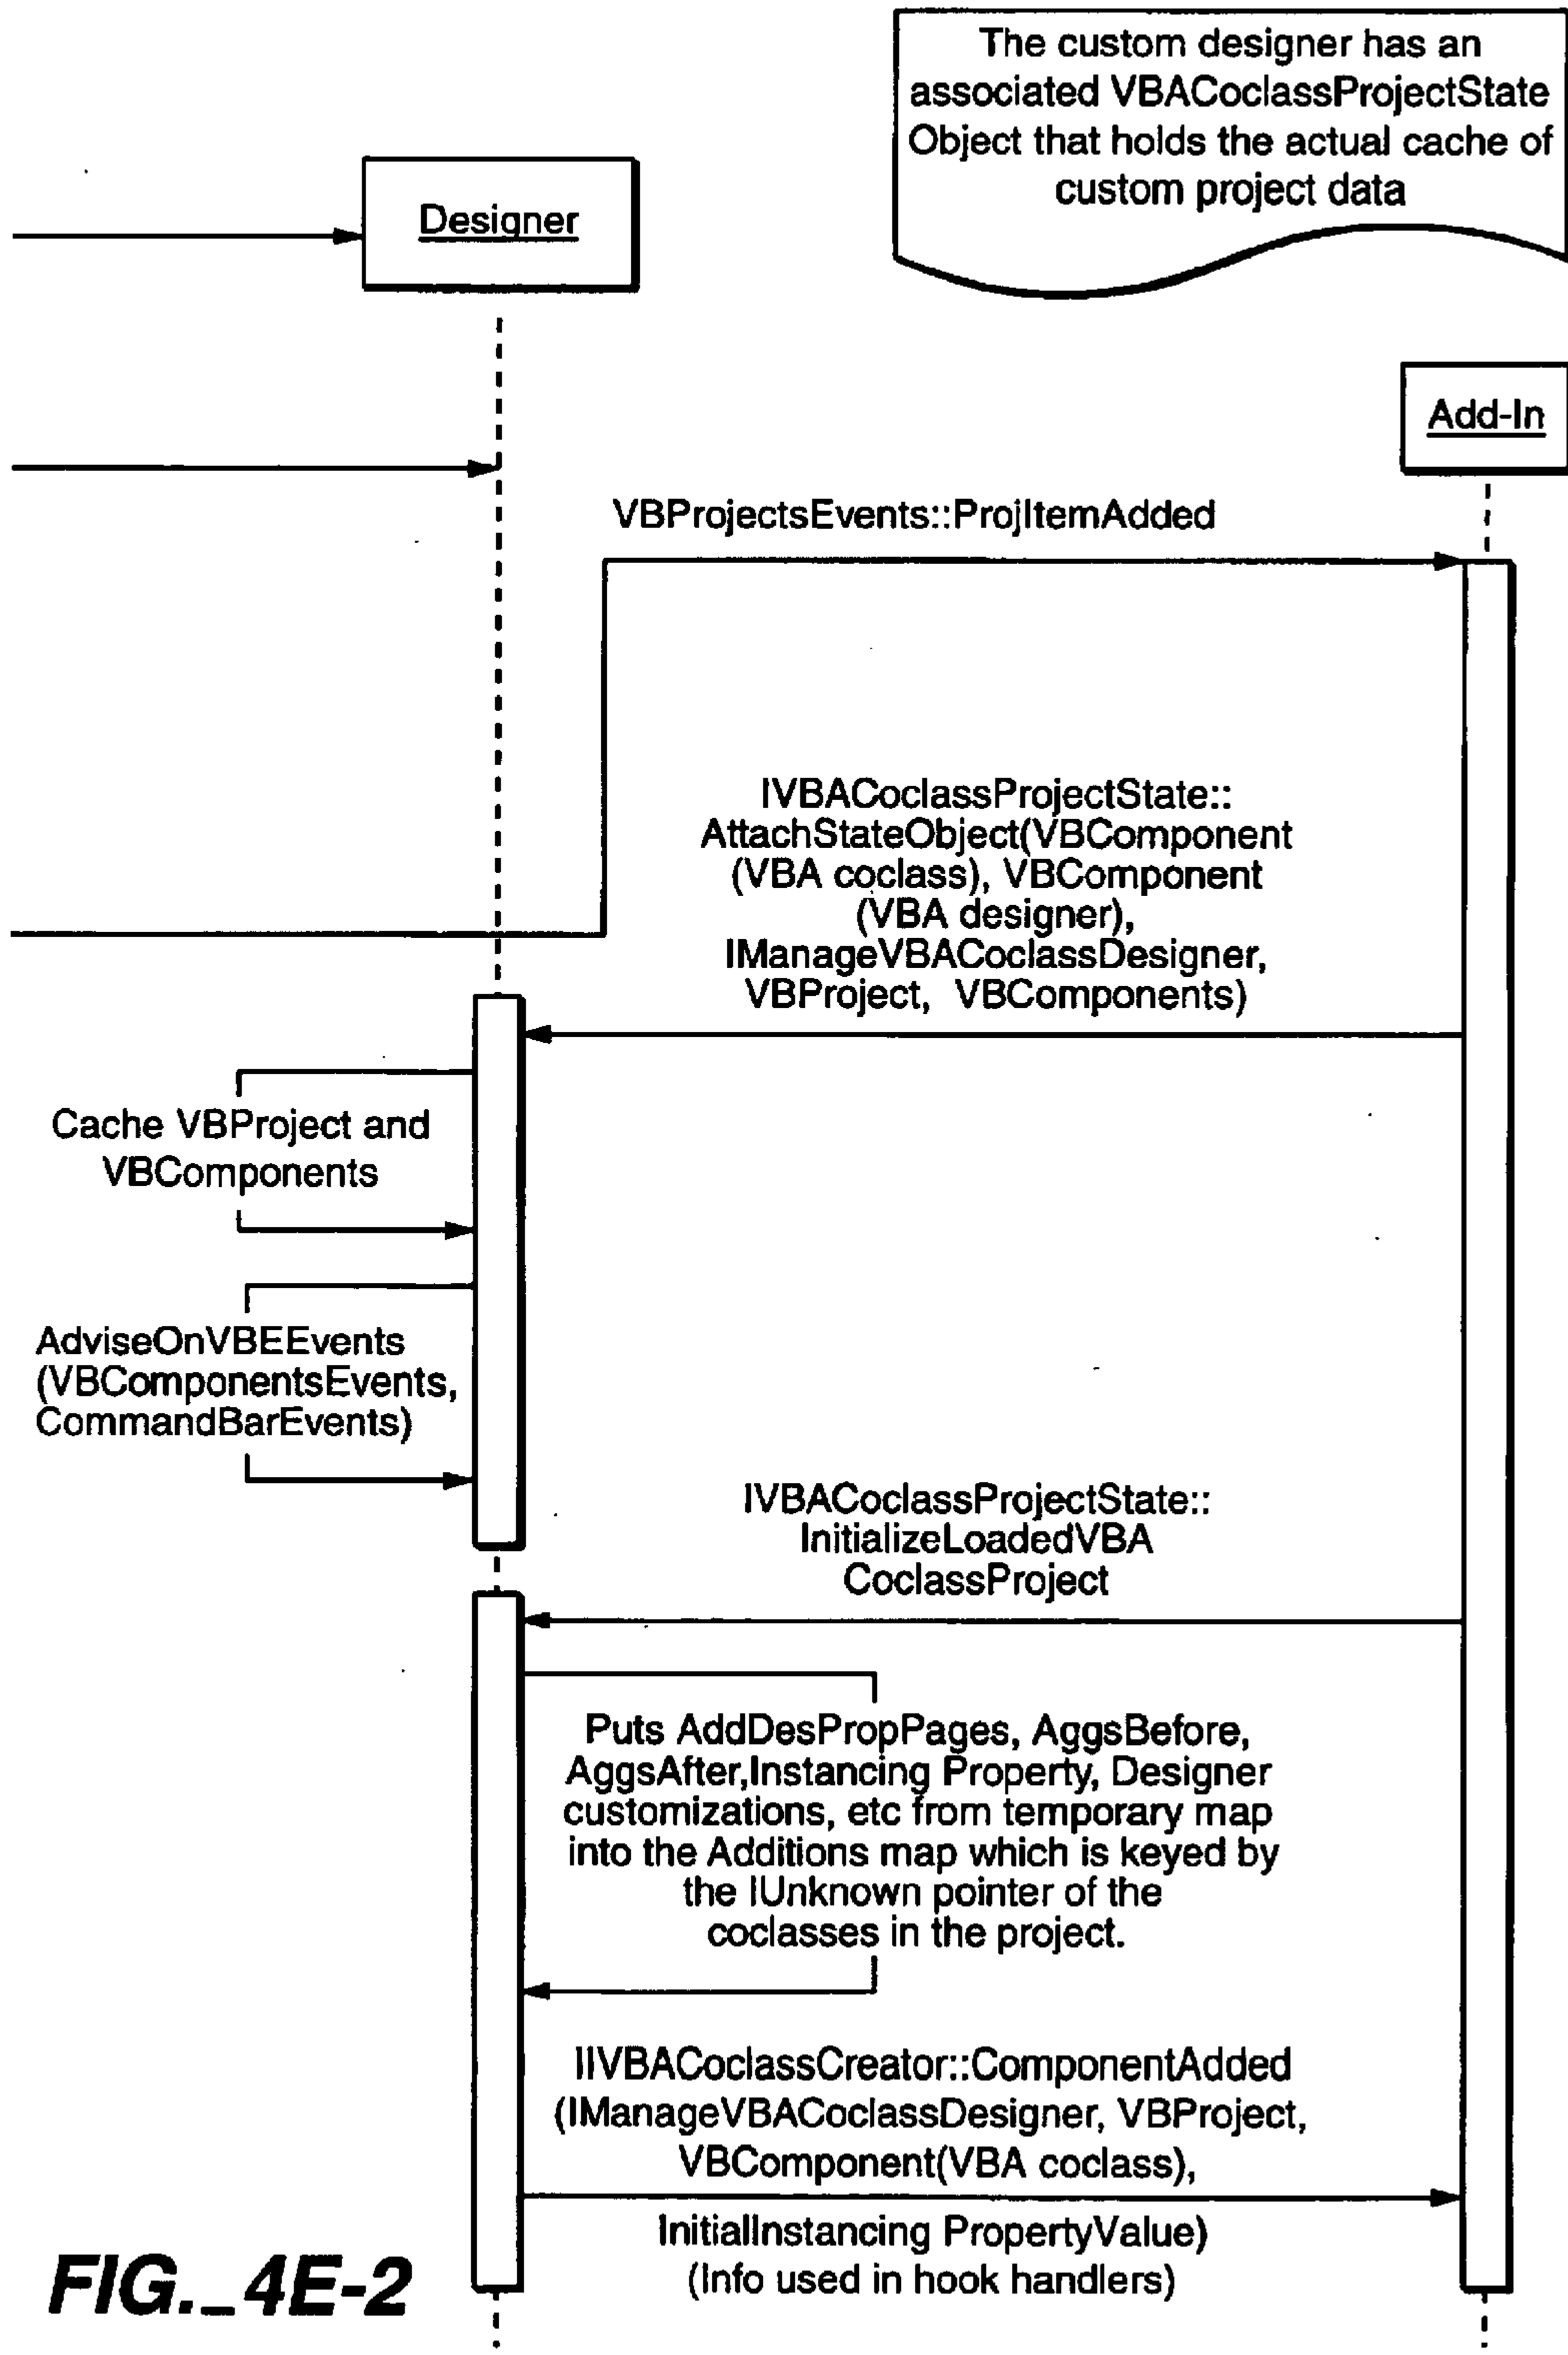 The custom designer has an
associated VBACoclassProjectState
Object that holds the actual cache of
custom project data
Designer
Add-In
VBProjectsEvents::ProjItemAdded
IVBACoclassProjectState::
AttachStateObject(VBComponent
(VBA coclass), VBComponent
(VBA designer),
IManageVBACoclassDesigner,
VBProject, VBComponents)
Cache VBProject and
VBComponents
AdviseOnVBEEvents
(VBComponentsEvents,
CommandBarEvents)
IVBACoclassProjectState::
InitializeLoadedVBA
CoclassProject
Puts AddDesPropPages, AggsBefore,
AggsAfter,Instancing Property, Designer
customizations, etc from temporary map
into the Additions map which is keyed by
the IUnknown pointer of the
coclasses in the project.
IIVBACoclassCreator::ComponentAdded
(IManageVBACoclassDesigner, VBProject,
VBComponent(VBA coclass),
InitialInstancing PropertyValue)
(Info used in hook handlers)
FIG._4E-2